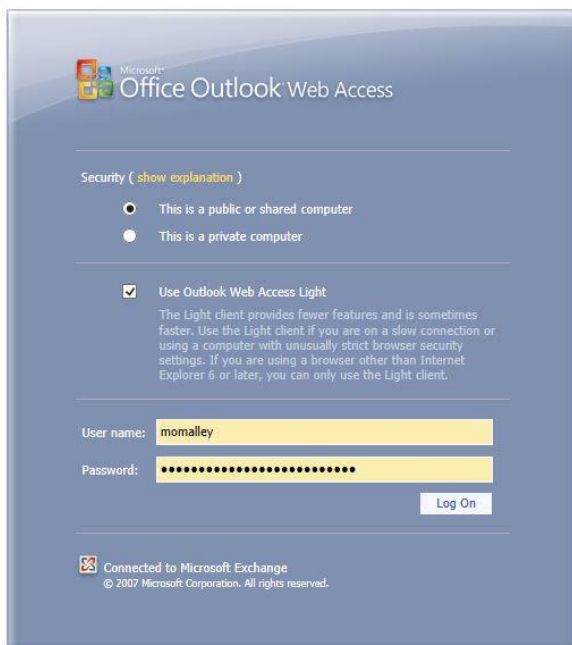 Microsoft®
Office Outlook® Web Access
Security ( show explanation )
This is a public or shared computer
This is a private computer
Use Outlook Web Access Light
The Light client provides fewer features and is sometimes
faster. Use the Light client if you are on a slow connection or
using a computer with unusually strict browser security
settings. If you are using a browser other than Internet
Explorer 6 or later, you can only use the Light client.
User name: momalley
Password: ••••••••••••••••••••••••••
Log On
Connected to Microsoft Exchange
© 2007 Microsoft Corporation. All rights reserved.